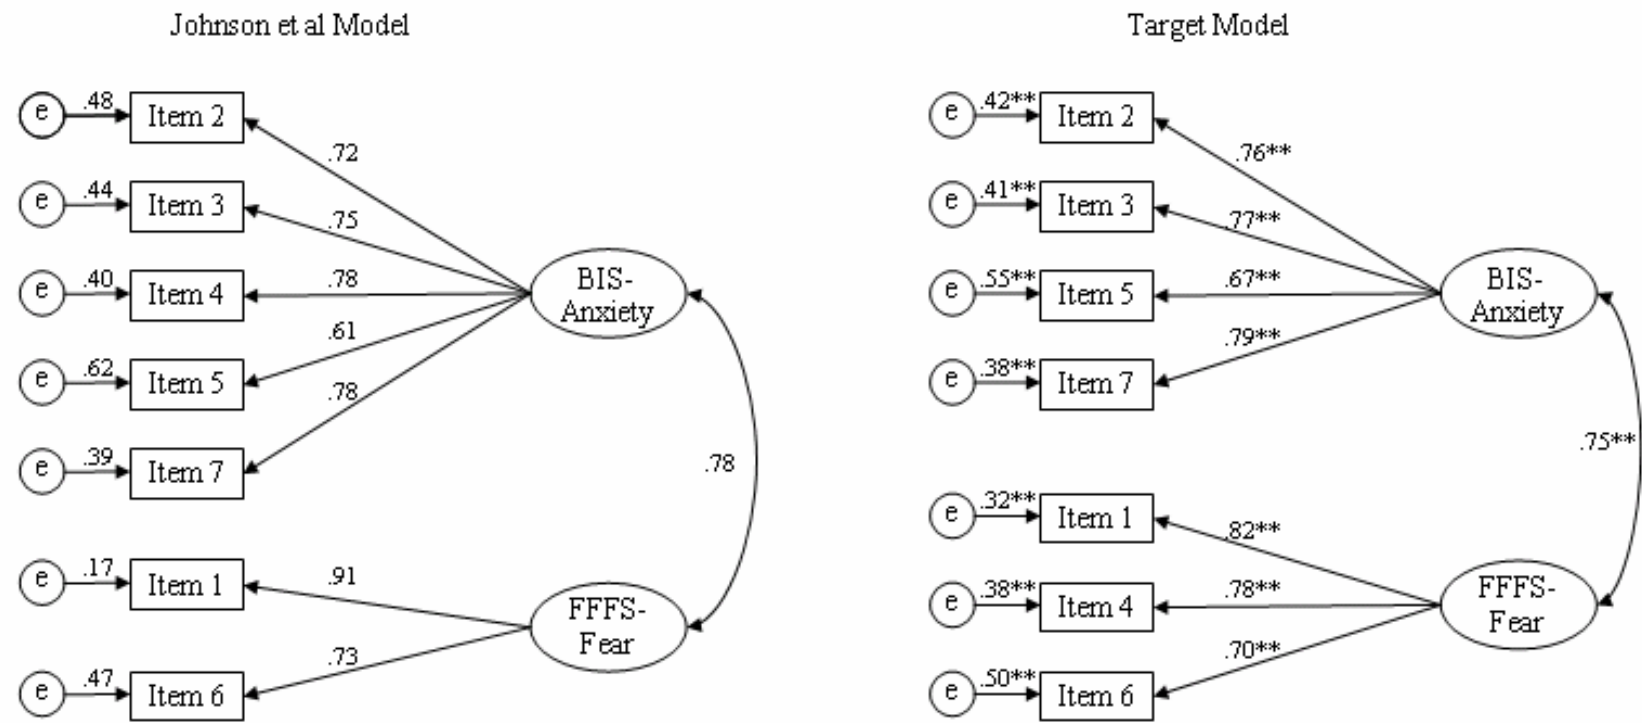 Johnson et al Model
e
.48
Item 2
.72
e
.44
Item 3
.75
e
.40
Item 4
.78
e
.62
Item 5
.61
e
.39
Item 7
.78
BIS-
Anxiety
.78
e
.17
Item 1
.91
e
.47
Item 6
.73
FFFS-
Fear
Target Model
e
.42**
Item 2
.76**
e
.41**
Item 3
.77**
e
.55**
Item 5
.67**
e
.38**
Item 7
.79**
BIS-
Anxiety
.75**
e
.32**
Item 1
.82**
e
.38**
Item 4
.78**
e
.50**
Item 6
.70**
FFFS-
Fear